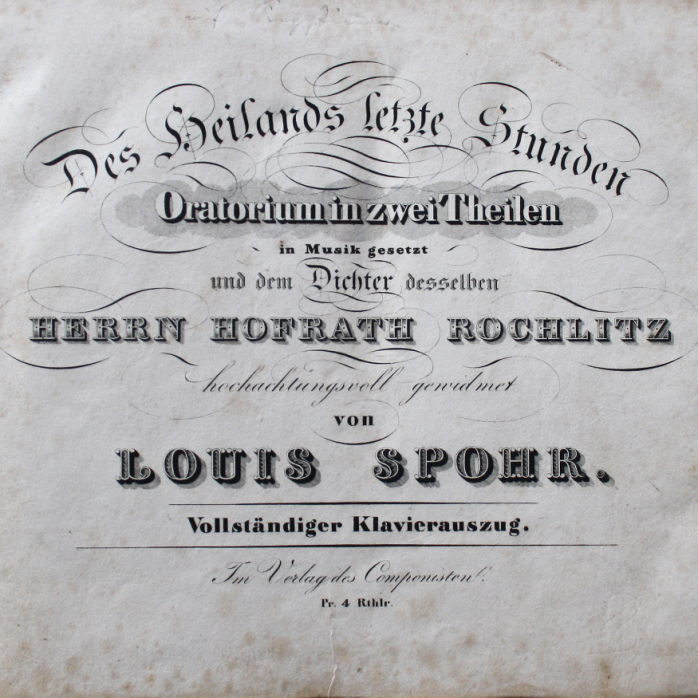 Des Heilands letzte Stunden
Oratorium in zwei Theilen
in Musik gesetzt
und dem Dichter desselben
HERRN HOFRATH ROCHLITZ
hochachtungsvoll gewidmet
von
LOUIS SPOHR.
Vollständiger Klavierauszug.
Im Verlag des Componisten.
Pr. 4 Rthlr.